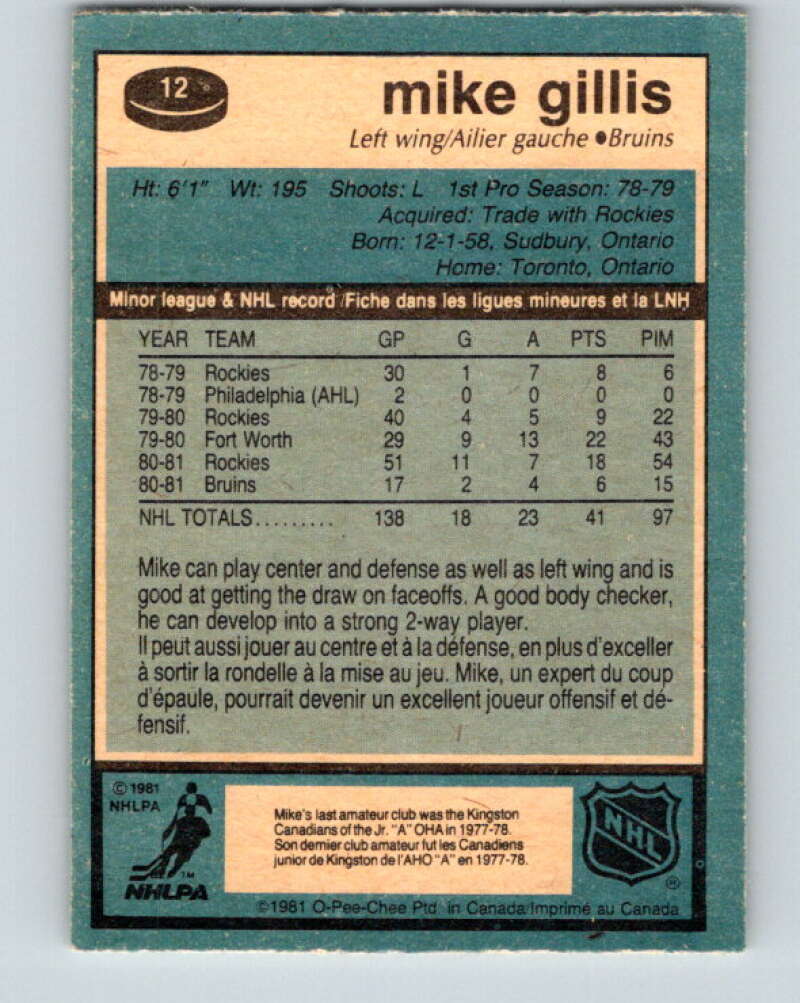 12
mike gillis
Left wing/Ailier gauche ●Bruins
Ht: 6'1" Wt: 195 Shoots: L 1st Pro Season: 78-79
Acquired: Trade with Rockies
Born: 12-1-58, Sudbury, Ontario
Home: Toronto, Ontario
Minor league & NHL record/Fiche dans les ligues mineures et la LNH
YEAR TEAM GP G A PTS PIM
78-79 Rockies 30 1 7 8 6
78-79 Philadelphia (AHL) 2 0 0 0 0
79-80 Rockies 40 4 5 9 22
79-80 Fort Worth 29 9 13 22 43
80-81 Rockies 51 11 7 18 54
80-81 Bruins 17 2 4 6 15
NHL TOTALS......... 138 18 23 41 97
Mike can play center and defense as well as left wing and is
good at getting the draw on faceoffs. A good body checker,
he can develop into a strong 2-way player.
Il peut aussi jouer au centre et à la défense, en plus d'exceller
à sortir la rondelle à la mise au jeu. Mike, un expert du coup
d'épaule, pourrait devenir un excellent joueur offensif et dé-
fensif.
© 1981
NHLPA
TM
NHLPA
Mike's last amateur club was the Kingston
Canadians of the Jr. "A" OHA in 1977-78.
Son dernier club amateur fut les Canadiens
junior de Kingston de l'AHO "A" en 1977-78.
NHL
®
©1981 O-Pee-Chee Ptd. in Canada/Imprimé au Canada